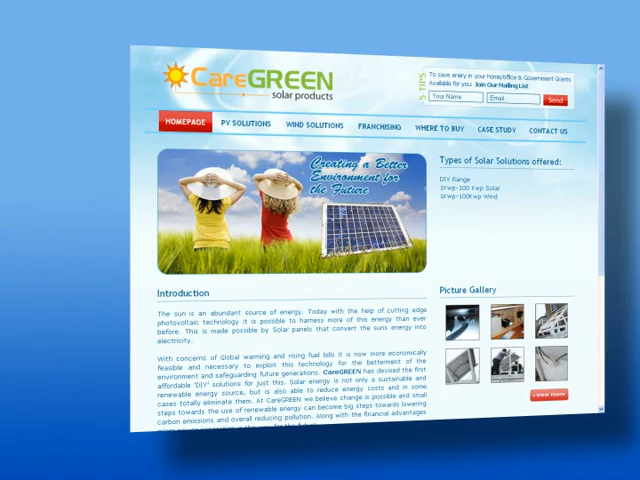 CareGREEN
solar products
5 TIPS
To save enery in your home/office & Government Grants
Available for you: Join Our Mailing List
Your Name
Email
Send
HOMEPAGE
PV SOLUTIONS
WIND SOLUTIONS
FRANCHISING
WHERE TO BUY
CASE STUDY
CONTACT US
Creating a Better
Environment for
the Future
Types of Solar Solutions offered:
DIY Range
1Kwp-100 Kwp Solar
1Kwp-100Kwp Wind
Introduction
The sun is an abundant source of energy. Today with the help of cutting edge
photovoltaic technology it is possible to harness more of this energy than ever
before. This is made possible by Solar panels that convert the suns energy into
electricity.
With concerns of Global warming and rising fuel bills it is now more economically
feasible and necessary to exploit this technology for the betterment of the
environment and safeguarding future generations. CareGREEN has devised the first
affordable 'DIY' solutions for just this. Solar energy is not only a sustainable and
renewable energy source, but is also able to reduce energy costs and in some
cases totally eliminate them. At CareGREEN we believe change is possible and small
steps towards the use of renewable energy can become big steps towards lowering
carbon emissions and overall reducing pollution. Along with the financial advantages
Picture Gallery
view more